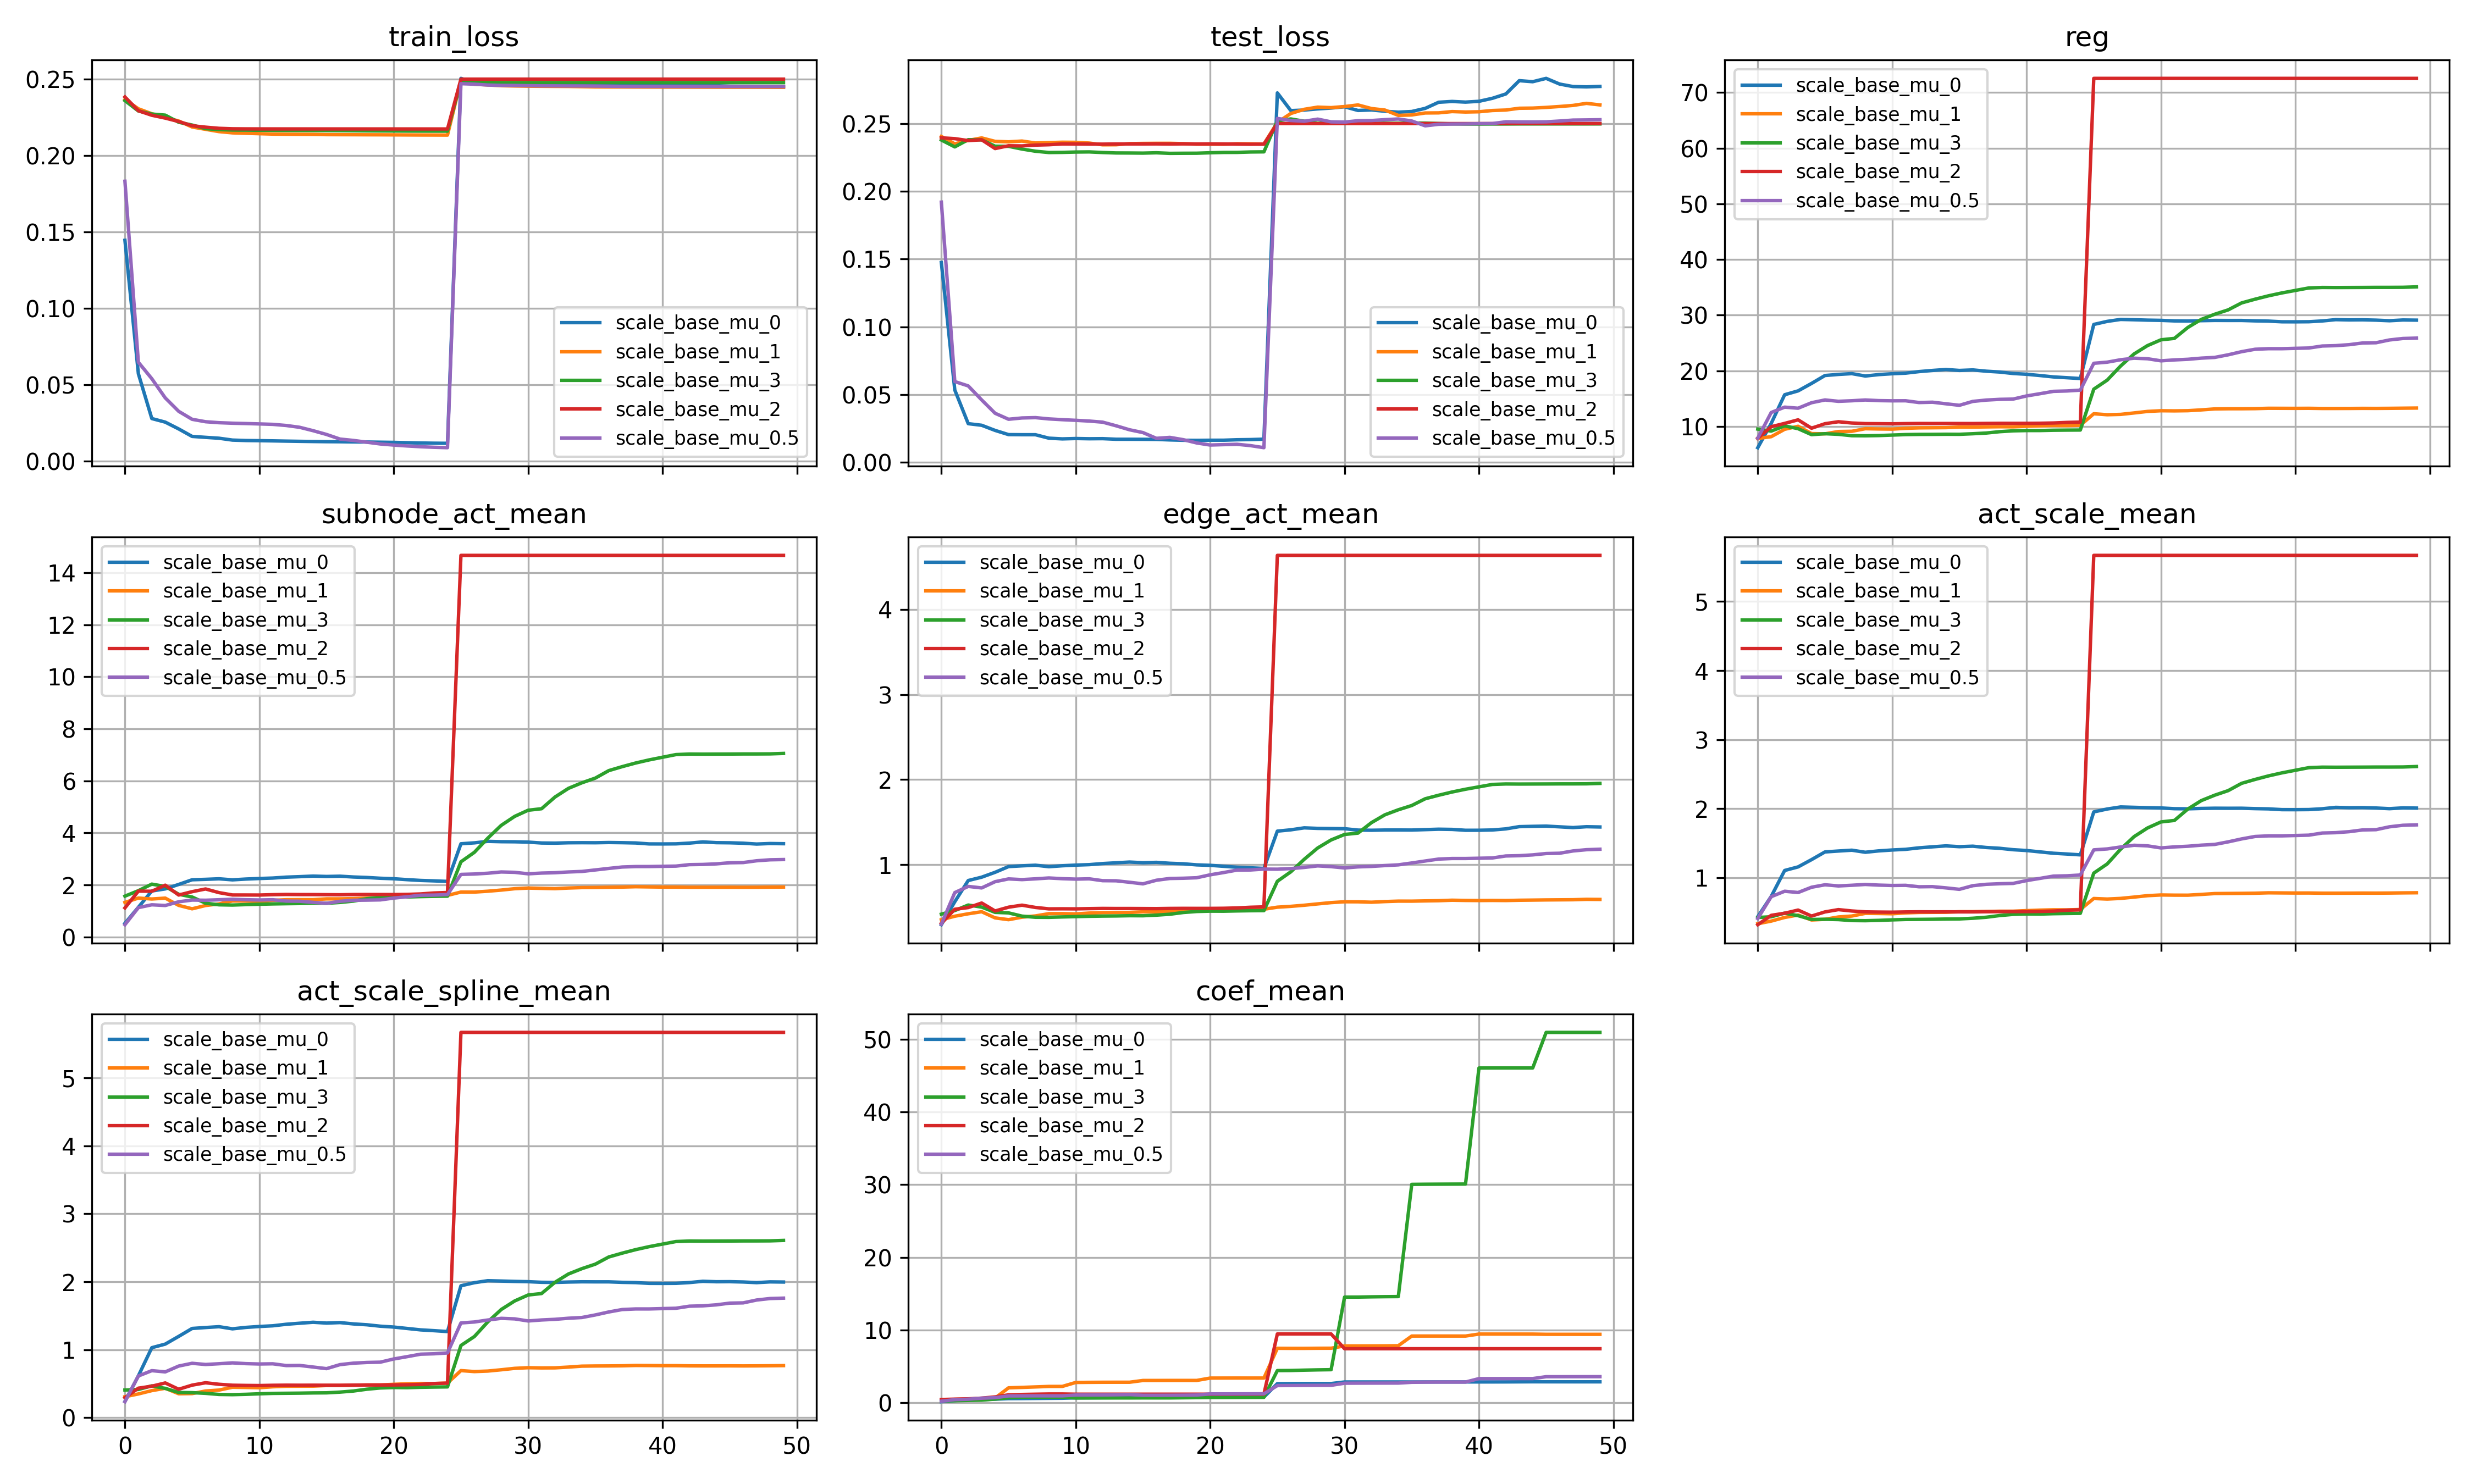 train_loss
0.25
0.20
0.15
0.10
0.05
0.00
scale_base_mu_0
scale_base_mu_1
scale_base_mu_3
scale_base_mu_2
scale_base_mu_0.5
test_loss
0.25
0.20
0.15
0.10
0.05
0.00
scale_base_mu_0
scale_base_mu_1
scale_base_mu_3
scale_base_mu_2
scale_base_mu_0.5
reg
70
60
50
40
30
20
10
scale_base_mu_0
scale_base_mu_1
scale_base_mu_3
scale_base_mu_2
scale_base_mu_0.5
subnode_act_mean
14
12
10
8
6
4
2
0
scale_base_mu_0
scale_base_mu_1
scale_base_mu_3
scale_base_mu_2
scale_base_mu_0.5
edge_act_mean
4
3
2
1
scale_base_mu_0
scale_base_mu_1
scale_base_mu_3
scale_base_mu_2
scale_base_mu_0.5
act_scale_mean
5
4
3
2
1
scale_base_mu_0
scale_base_mu_1
scale_base_mu_3
scale_base_mu_2
scale_base_mu_0.5
act_scale_spline_mean
5
4
3
2
1
0
scale_base_mu_0
scale_base_mu_1
scale_base_mu_3
scale_base_mu_2
scale_base_mu_0.5
0 10 20 30 40 50
coef_mean
50
40
30
20
10
0
scale_base_mu_0
scale_base_mu_1
scale_base_mu_3
scale_base_mu_2
scale_base_mu_0.5
0 10 20 30 40 50